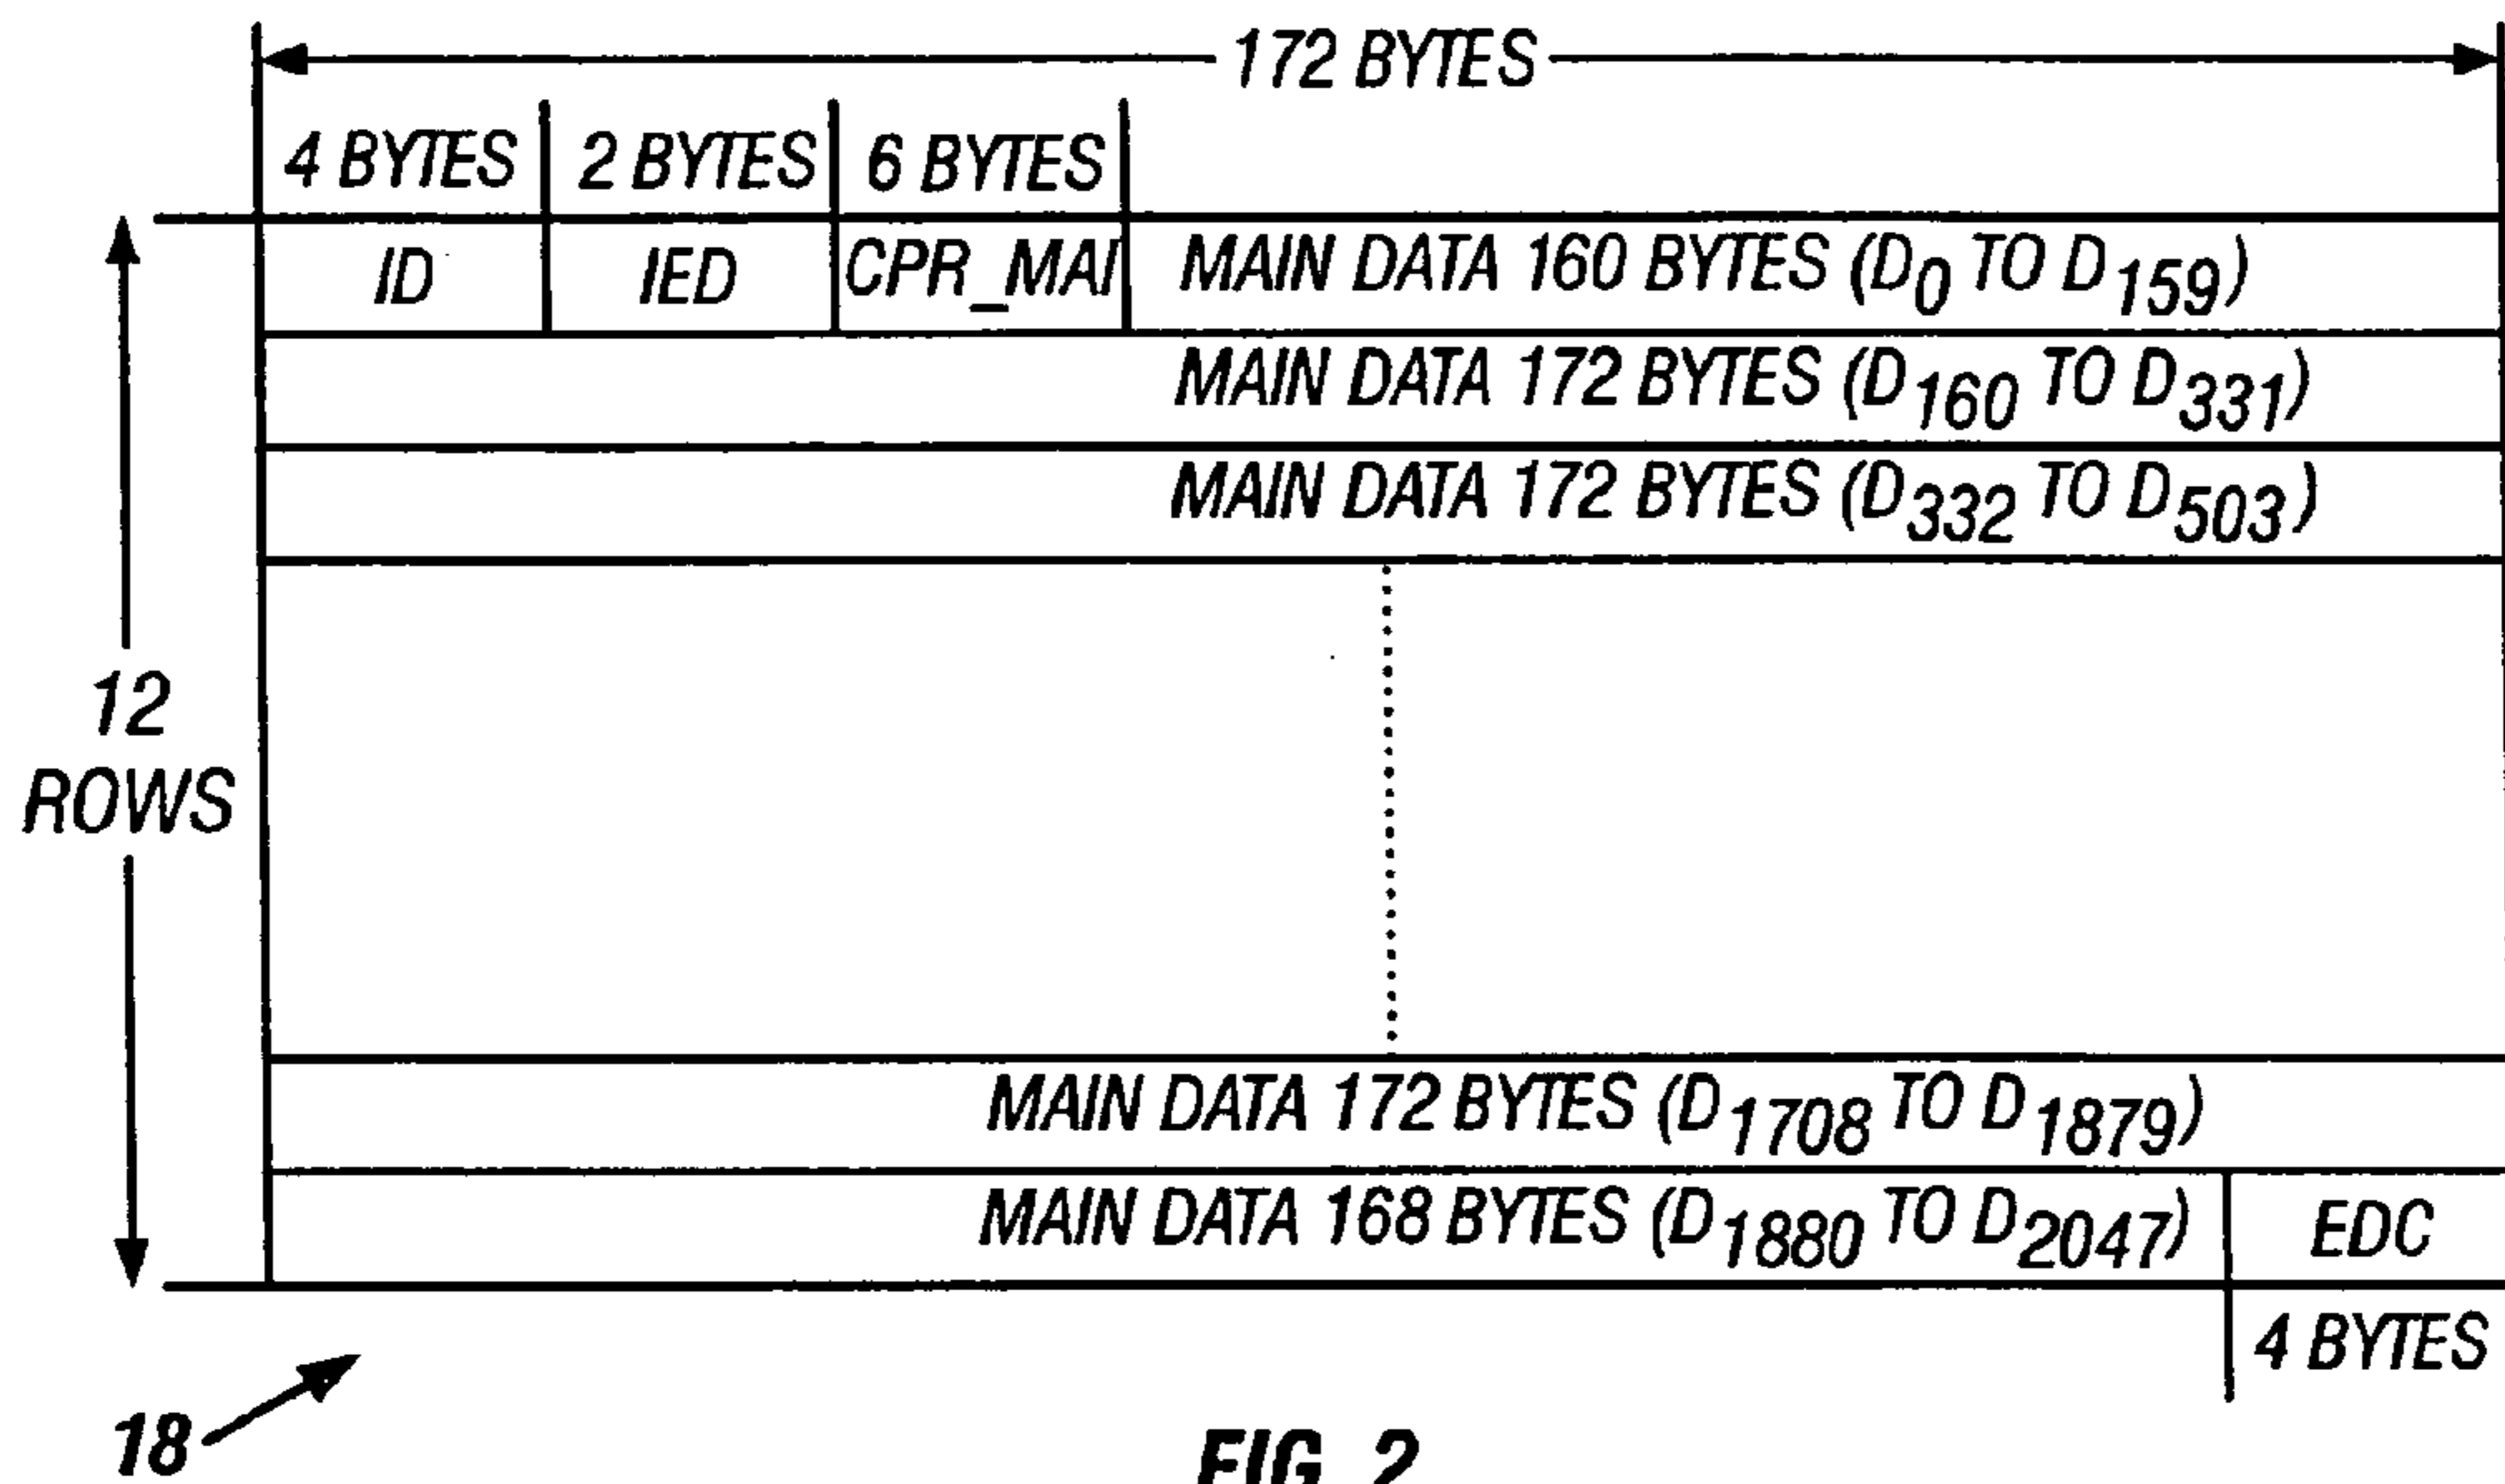 172 BYTES
4 BYTES 2 BYTES 6 BYTES
ID IED CPR_MAI MAIN DATA 160 BYTES (D0 TO D159)
MAIN DATA 172 BYTES (D160 TO D331)
MAIN DATA 172 BYTES (D332 TO D503)
12
ROWS
MAIN DATA 172 BYTES (D1708 TO D1879)
MAIN DATA 168 BYTES (D1880 TO D2047) EDC
4 BYTES
18
FIG. 2